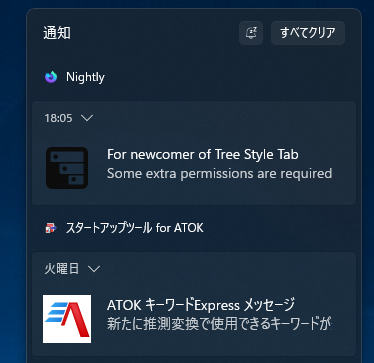 通知
すべてクリア
Nightly
18:05
For newcomer of Tree Style Tab
Some extra permissions are required
スタートアップツール for ATOK
火曜日
ATOK キーワードExpress メッセージ
新たに推測変換で使用できるキーワードが